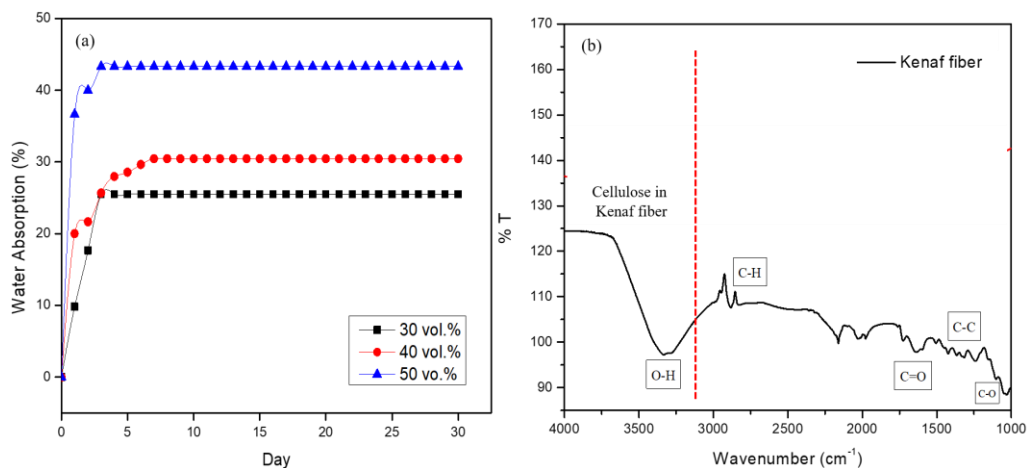 (a)
Water Absorption (%)
50
40
30
20
10
0
0 5 10 15 20 25 30
Day
30 vol.%
40 vol.%
50 vo.%
(b)
Kenaf fiber
% T
170
160
150
140
130
120
110
100
90
Cellulose in
Kenaf fiber
O-H
C-H
C=O
C-C
C-O
4000 3500 3000 2500 2000 1500 1000
Wavenumber (cm⁻¹)